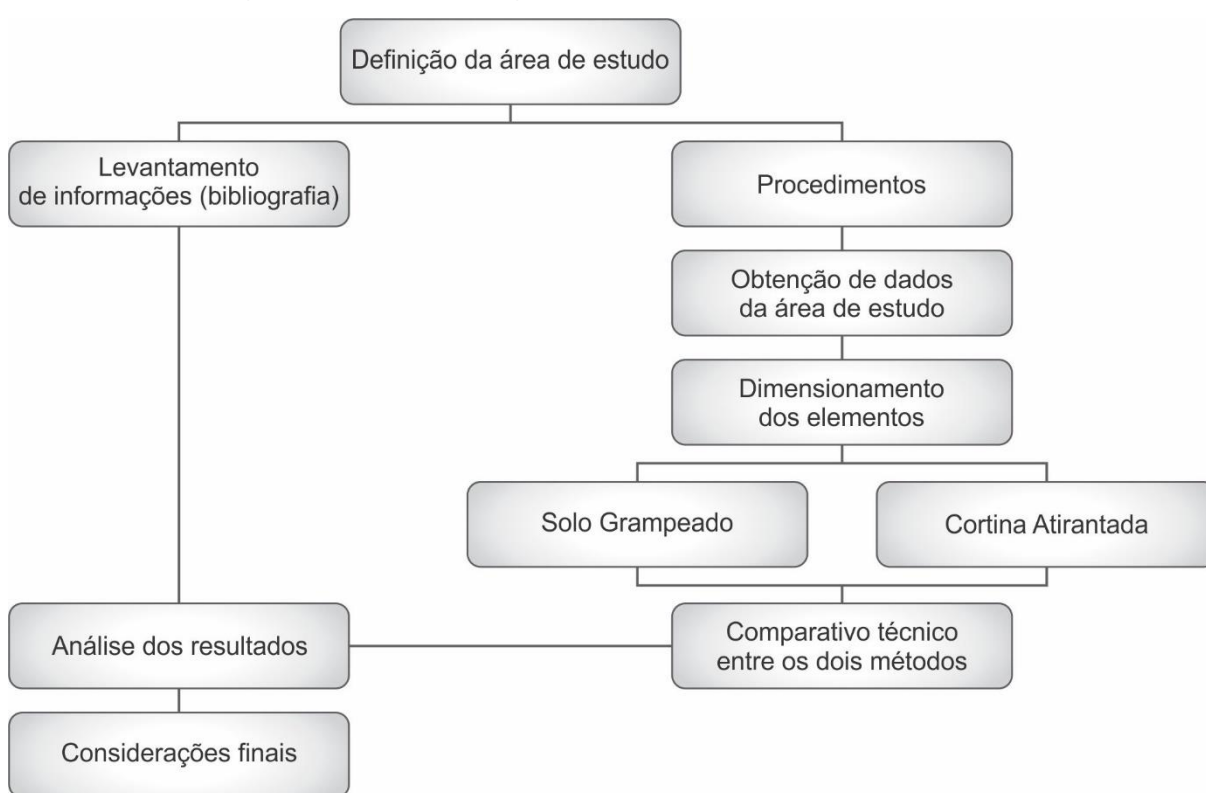 Definição da área de estudo
Levantamento
de informações (bibliografia)
Procedimentos
Obtenção de dados
da área de estudo
Dimensionamento
dos elementos
Solo Grampeado
Cortina Atirantada
Análise dos resultados
Comparativo técnico
entre os dois métodos
Considerações finais